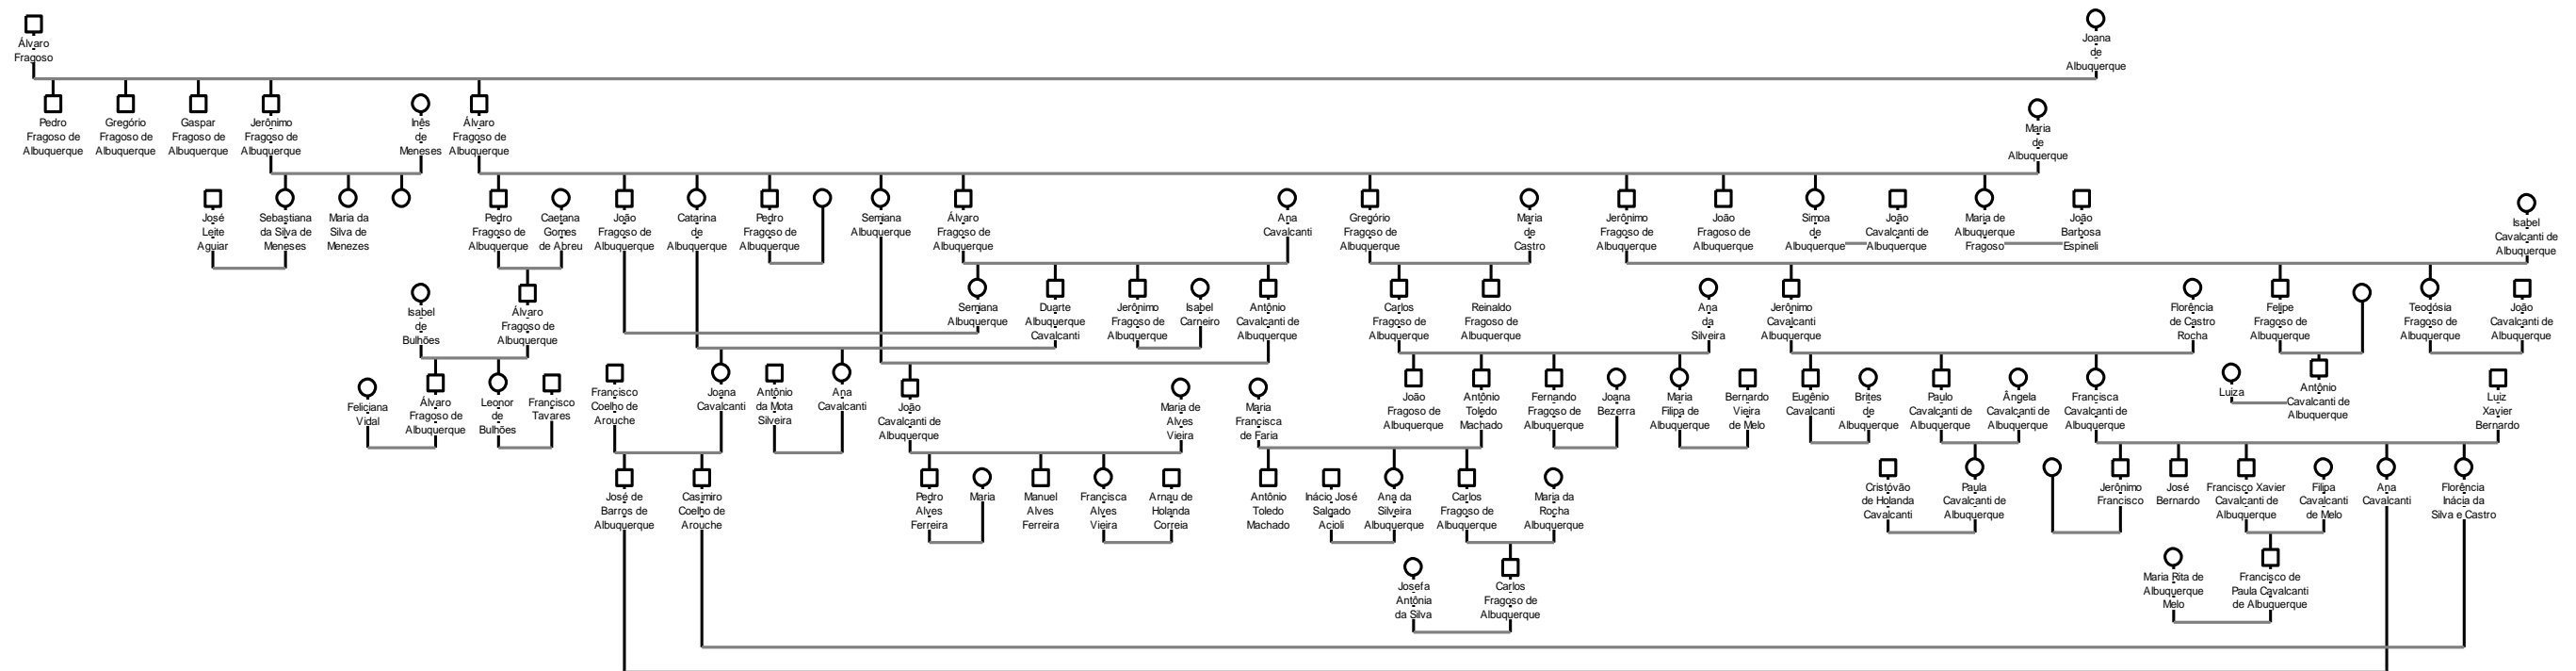 Álvaro
Fragoso
Joana
de
Albuquerque
Pedro
Fragoso de
Albuquerque
Gregório
Fragoso de
Albuquerque
Gaspar
Fragoso de
Albuquerque
Jerônimo
Fragoso de
Albuquerque
Inês
de
Meneses
Álvaro
Fragoso de
Albuquerque
Maria
de
Albuquerque
José
Leite
Aguiar
Sebastiana
da Silva de
Meneses
Maria da
Silva de
Menezes
Pedro
Fragoso de
Albuquerque
Caetana
Gomes
de Abreu
João
Fragoso de
Albuquerque
Catarina
de
Albuquerque
Pedro
Fragoso de
Albuquerque
Semiana
Albuquerque
Álvaro
Fragoso de
Albuquerque
Ana
Cavalcanti
Gregório
Fragoso de
Albuquerque
Maria
de
Castro
Jerônimo
Fragoso de
Albuquerque
João
Fragoso de
Albuquerque
Simoa
de
Albuquerque
João
Cavalcanti de
Albuquerque
Maria de
Albuquerque
Fragoso
João
Barbosa
Espineli
Isabel
Cavalcanti de
Albuquerque
Isabel
de
Bulhões
Álvaro
Fragoso de
Albuquerque
Semiana
Albuquerque
Duarte
Albuquerque
Cavalcanti
Jerônimo
Fragoso de
Albuquerque
Isabel
Carneiro
Antônio
Cavalcanti de
Albuquerque
Carlos
Fragoso de
Albuquerque
Reinaldo
Fragoso de
Albuquerque
Ana
da
Silveira
Jerônimo
Cavalcanti
Albuquerque
Florência
de Castro
Rocha
Felipe
Fragoso de
Albuquerque
Teodósia
Fragoso de
Albuquerque
João
Cavalcanti de
Albuquerque
Feliciana
Vidal
Álvaro
Fragoso de
Albuquerque
Leonor
de
Bulhões
Francisco
Tavares
Francisco
Coelho de
Arouche
Joana
Cavalcanti
Antônio
da Mota
Silveira
Ana
Cavalcanti
João
Cavalcanti de
Albuquerque
Maria de
Alves
Vieira
Maria
Francisca
de Faria
João
Fragoso de
Albuquerque
Antônio
Toledo
Machado
Fernando
Fragoso de
Albuquerque
Joana
Bezerra
Maria
Filipa de
Albuquerque
Bernardo
Vieira
de Melo
Eugênio
Cavalcanti
Brites
de
Albuquerque
Paulo
Cavalcanti de
Albuquerque
Ângela
Cavalcanti de
Albuquerque
Francisca
Cavalcanti de
Albuquerque
Luiza
Antônio
Cavalcanti de
Albuquerque
Luiz
Xavier
Bernardo
José de
Barros de
Albuquerque
Casimiro
Coelho de
Arouche
Pedro
Alves
Ferreira
Maria
Manuel
Alves
Ferreira
Francisca
Alves
Vieira
Arnau de
Holanda
Correia
Antônio
Toledo
Machado
Inácio José
Salgado
Acioli
Ana da
Silveira
Albuquerque
Carlos
Fragoso de
Albuquerque
Maria da
Rocha
Albuquerque
Cristóvão
de Holanda
Cavalcanti
Paula
Cavalcanti de
Albuquerque
Jerônimo
Francisco
José
Bernardo
Francisco Xavier
Cavalcanti de
Albuquerque
Filipa
Cavalcanti
de Melo
Ana
Cavalcanti
Florência
Inácia da
Silva e Castro
Josefa
Antônia
da Silva
Carlos
Fragoso de
Albuquerque
Maria Rita de
Albuquerque
Melo
Francisco de
Paula Cavalcanti
de Albuquerque